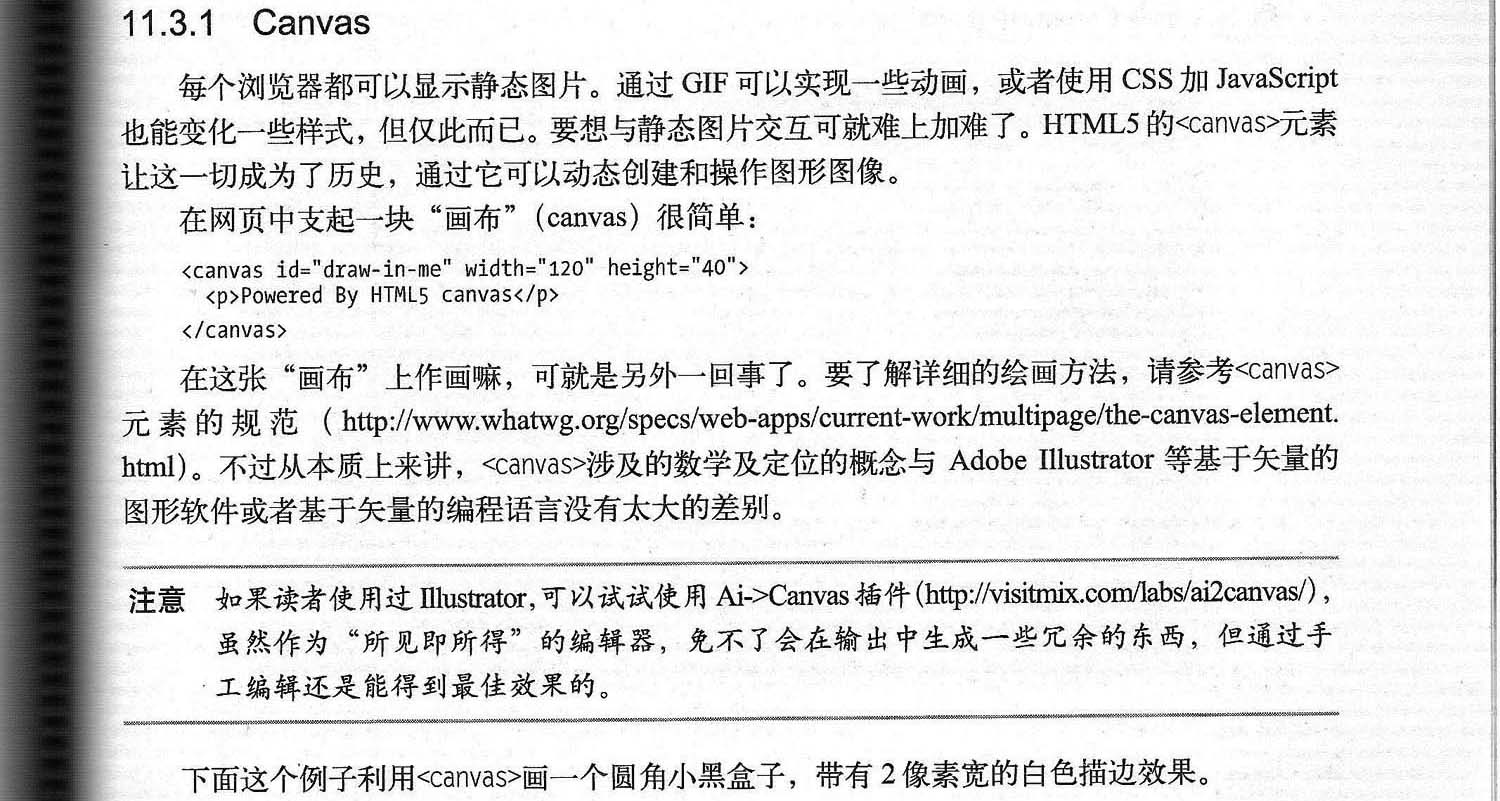 11.3.1 Canvas
每个浏览器都可以显示静态图片。通过 GIF 可以实现一些动画，或者使用 CSS 加 JavaScript
也能变化一些样式，但仅此而已。要想与静态图片交互可就难上加难了。HTML5 的<canvas>元素
让这一切成为了历史，通过它可以动态创建和操作图形图像。
在网页中支起一块“画布”（canvas）很简单：
<canvas id="draw-in-me" width="120" height="40">
<p>Powered By HTML5 canvas</p>
</canvas>
在这张“画布”上作画嘛，可就是另外一回事了。要了解详细的绘画方法，请参考<canvas>
元素的规范（http://www.whatwg.org/specs/web-apps/current-work/multipage/the-canvas-element.
html）。不过从本质上来讲，<canvas>涉及的数学及定位的概念与 Adobe Illustrator 等基于矢量的
图形软件或者基于矢量的编程语言没有太大的差别。
注意 如果读者使用过 Illustrator，可以试试使用 Ai->Canvas 插件（http://visitmix.com/labs/ai2canvas/），
虽然作为“所见即所得”的编辑器，免不了会在输出中生成一些冗余的东西，但通过手
工编辑还是能得到最佳效果的。
下面这个例子利用<canvas>画一个圆角小黑盒子，带有 2 像素宽的白色描边效果。